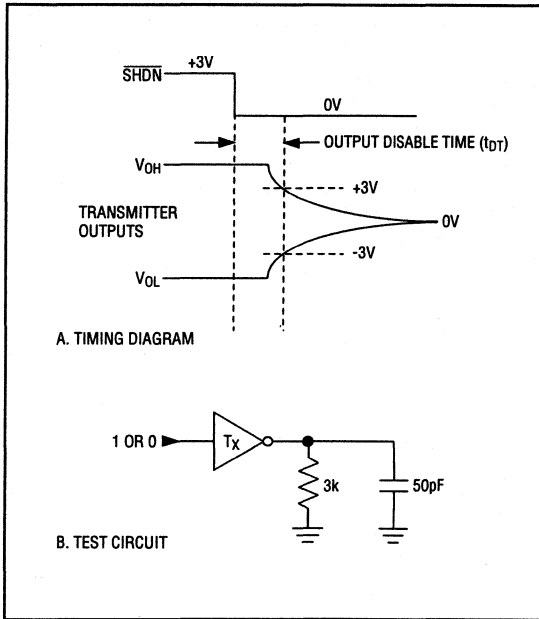 +3V
SHDN
0V
OUTPUT DISABLE TIME (tDT)
VOH
+3V
TRANSMITTER
OUTPUTS
0V
-3V
VOL
A. TIMING DIAGRAM
1 OR 0
TX
3k
50pF
B. TEST CIRCUIT